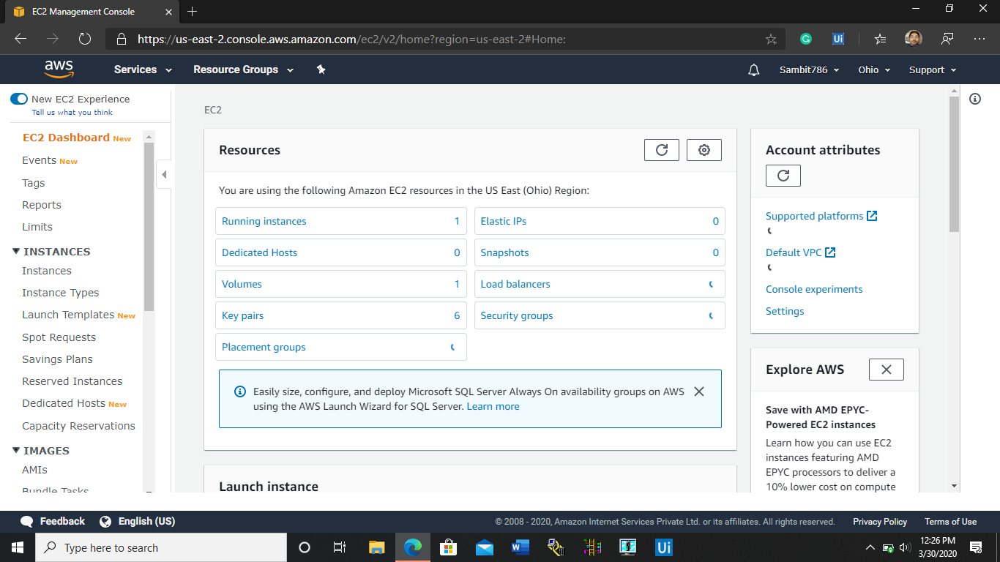 EC2 Management Console
https://us-east-2.console.aws.amazon.com/ec2/v2/home?region=us-east-2#Home:
Ui
aws
Services
Resource Groups
Sambit786
Ohio
Support
New EC2 Experience
Tell us what you think
EC2 Dashboard New
Events New
Tags
Reports
Limits
INSTANCES
Instances
Instance Types
Launch Templates New
Spot Requests
Savings Plans
Reserved Instances
Dedicated Hosts New
Capacity Reservations
IMAGES
AMIs
Bundle Tasks
EC2
Resources
You are using the following Amazon EC2 resources in the US East (Ohio) Region:
Running instances 1
Elastic IPs 0
Dedicated Hosts 0
Snapshots 0
Volumes 1
Load balancers
Key pairs 6
Security groups
Placement groups
Easily size, configure, and deploy Microsoft SQL Server Always On availability groups on AWS
using the AWS Launch Wizard for SQL Server. Learn more
Launch instance
Account attributes
Supported platforms
Default VPC
Console experiments
Settings
Explore AWS
Save with AMD EPYC-
Powered EC2 instances
Learn how you can use EC2
instances featuring AMD
EPYC processors to deliver a
10% lower cost on compute
Feedback
English (US)
© 2008 - 2020, Amazon Internet Services Private Ltd. or its affiliates. All rights reserved.
Privacy Policy
Terms of Use
Type here to search
Ui
12:26 PM
3/30/2020